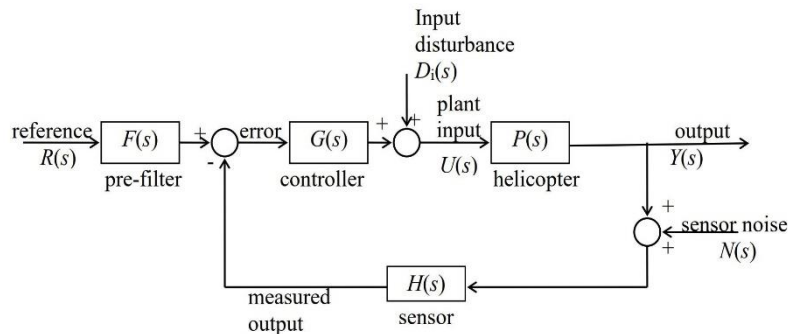 Input
disturbance
Di(s)
+
reference
R(s)
F(s)
pre-filter
+
-
error
G(s)
controller
+
plant
input
U(s)
P(s)
helicopter
output
Y(s)
+
+
sensor noise
N(s)
H(s)
sensor
measured
output